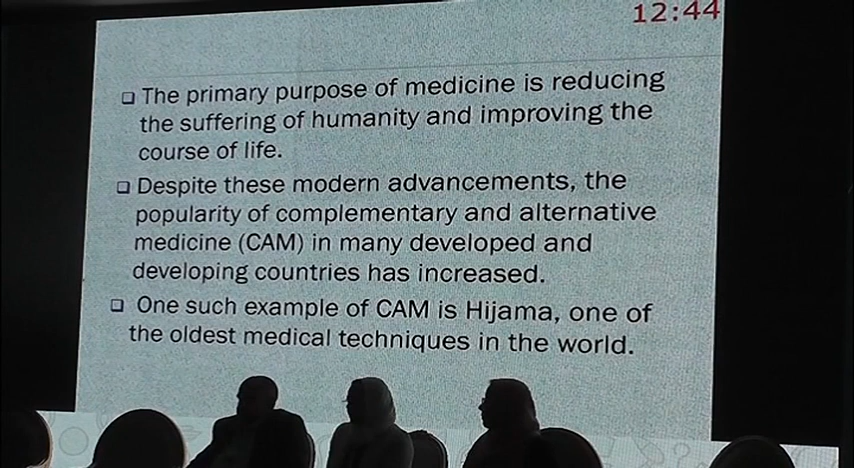 12:44
❑ The primary purpose of medicine is reducing
the suffering of humanity and improving the
course of life.
❑ Despite these modern advancements, the
popularity of complementary and alternative
medicine (CAM) in many developed and
developing countries has increased.
❑ One such example of CAM is Hijama, one of
the oldest medical techniques in the world.